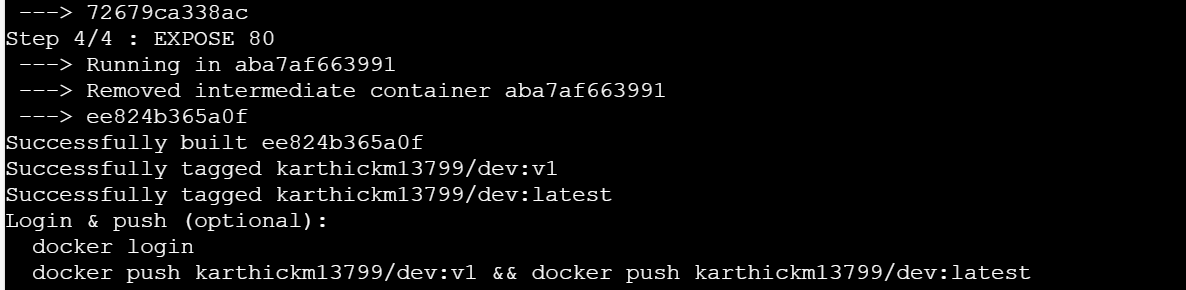 ---> 72679ca338ac
Step 4/4 : EXPOSE 80
---> Running in aba7af663991
---> Removed intermediate container aba7af663991
---> ee824b365a0f
Successfully built ee824b365a0f
Successfully tagged karthickm13799/dev:v1
Successfully tagged karthickm13799/dev:latest
Login & push (optional):
docker login
docker push karthickm13799/dev:v1 && docker push karthickm13799/dev:latest